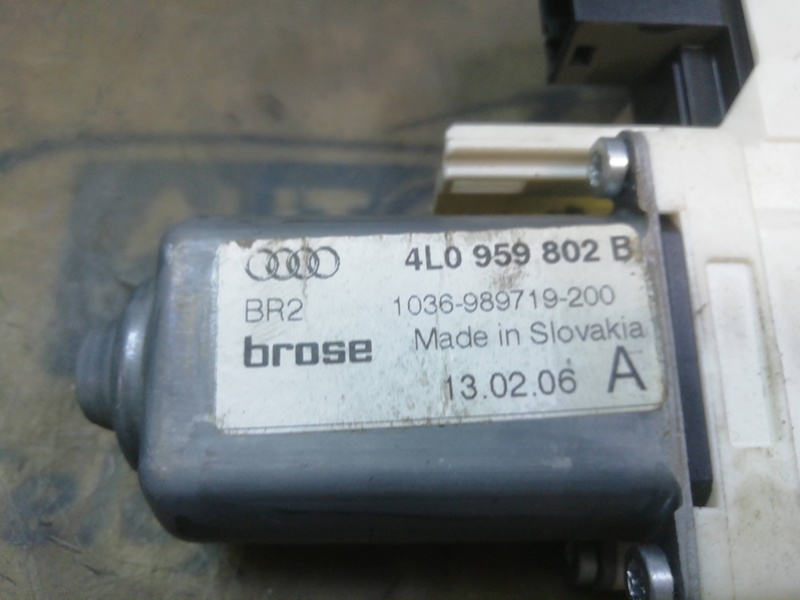 4L0 959 802 B
BR2 1036-989719-200
brose Made in Slovakia
13.02.06 A